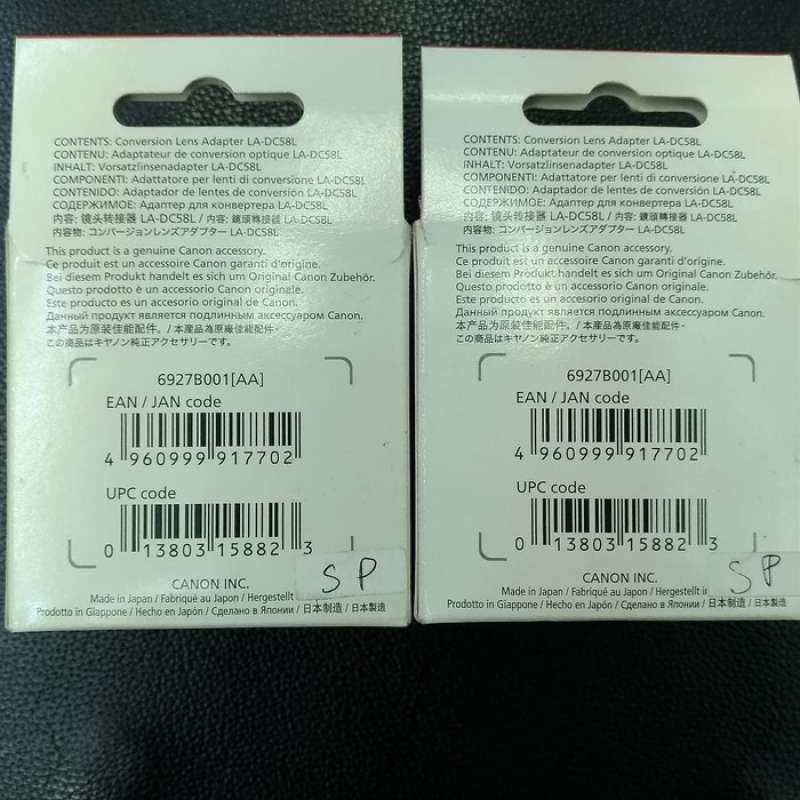 CONTENTS: Conversion Lens Adapter LA-DC58L
CONTENU: Adaptateur de conversion optique LA-DC58L
INHALT: Vorsatzlinsenadapter LA-DC58L
COMPONENTI: Adattatore per lenti di conversione LA-DC58L
CONTENIDO: Adaptador de lentes de conversión LA-DC58L
СОДЕРЖИМОЕ: Адаптер для конвертера LA-DC58L
内容: 镜头转接器 LA-DC58L / 内容: 鏡頭轉接器 LA-DC58L
内容物: コンバージョンレンズアダプター LA-DC58L
This product is a genuine Canon accessory.
Ce produit est un accessoire Canon garanti d'origine.
Bei diesem Produkt handelt es sich um Original Canon Zubehör.
Questo prodotto è un accessorio Canon originale.
Este producto es un accesorio original de Canon.
Данный продукт является подлинным аксессуаром Canon.
本产品为原装佳能配件。/ 本產品為原廠佳能配件。
この商品はキヤノン純正アクセサリーです。
6927B001[AA]
EAN / JAN code
4 960999 917702
UPC code
0 13803 15882 3
CANON INC.
SP
Made in Japan / Fabriqué au Japon / Hergestellt
Prodotto in Giappone / Hecho en Japón / Сделано в Японии / 日本制造 / 日本製造
CONTENTS: Conversion Lens Adapter LA-DC58L
CONTENU: Adaptateur de conversion optique LA-DC58L
INHALT: Vorsatzlinsenadapter LA-DC58L
COMPONENTI: Adattatore per lenti di conversione LA-DC58L
CONTENIDO: Adaptador de lentes de conversión LA-DC58L
СОДЕРЖИМОЕ: Адаптер для конвертера LA-DC58L
内容: 镜头转接器 LA-DC58L / 内容: 鏡頭轉接器 LA-DC58L
内容物: コンバージョンレンズアダプター LA-DC58L
This product is a genuine Canon accessory.
Ce produit est un accessoire Canon garanti d'origine.
Bei diesem Produkt handelt es sich um Original Canon Zubehör.
Questo prodotto è un accessorio Canon originale.
Este producto es un accesorio original de Canon.
Данный продукт является подлинным аксессуаром Canon.
本产品为原装佳能配件。/ 本產品為原廠佳能配件。
この商品はキヤノン純正アクセサリーです。
6927B001[AA]
EAN / JAN code
4 960999 917702
UPC code
0 13803 15882 3
CANON INC.
SP
Made in Japan / Fabriqué au Japon / Hergestellt
Prodotto in Giappone / Hecho en Japón / Сделано в Японии / 日本制造 / 日本製造